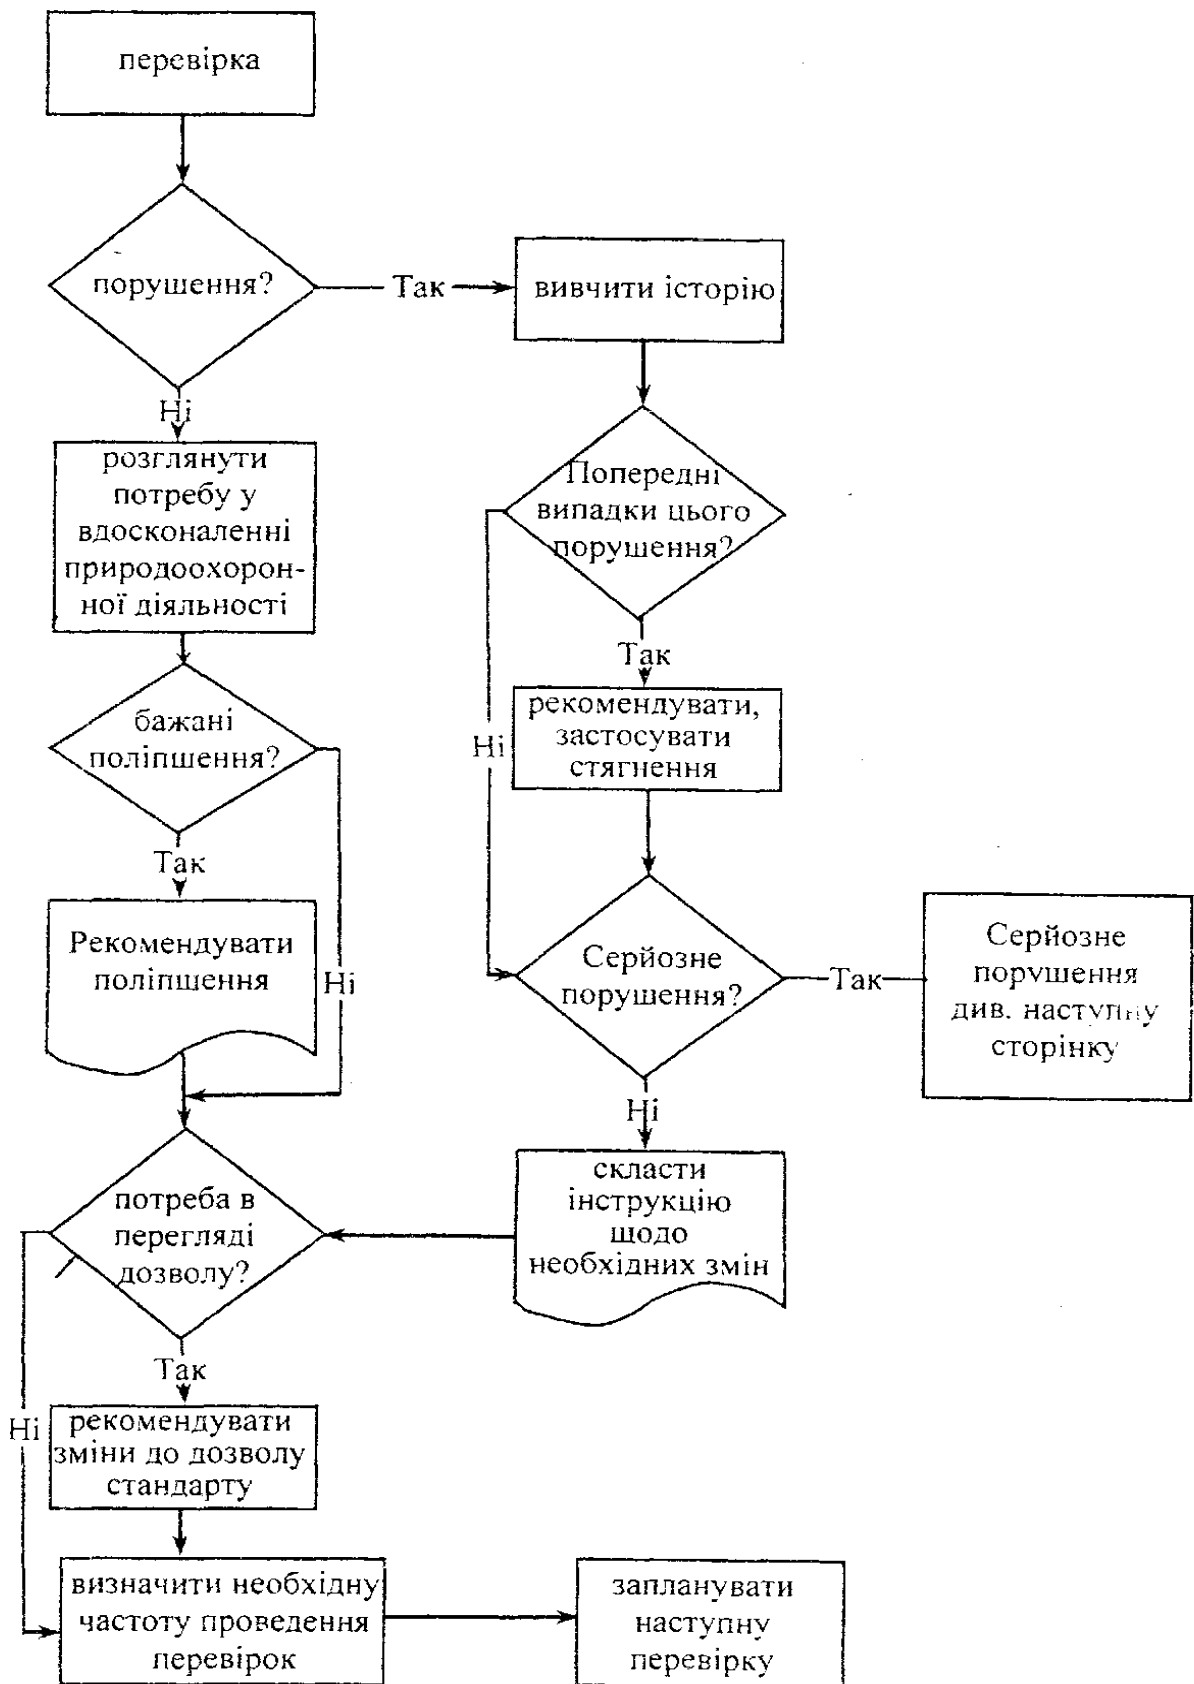 перевірка
порушення?
Так
вивчити історію
Ні
розглянути
потребу у
вдосконаленні
природоохорон-
ної діяльності
Попередні
випадки цього
порушення?
Так
Ні
рекомендувати,
застосувати
стягнення
бажані
поліпшення?
Так
Ні
Рекомендувати
поліпшення
Серйозне
порушення?
Так
Серйозне
порушення
див. наступну
сторінку
Ні
скласти
інструкцію
щодо
необхідних змін
потреба в
перегляді
дозволу?
Так
Ні
рекомендувати
зміни до дозволу
стандарту
визначити необхідну
частоту проведення
перевірок
запланувати
наступну
перевірку